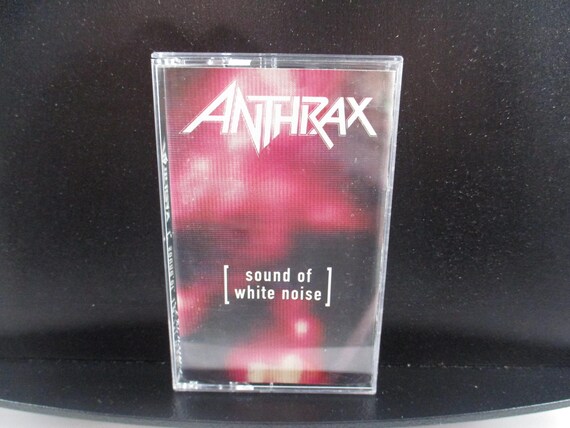 ANTHRAX
[ sound of
white noise ]